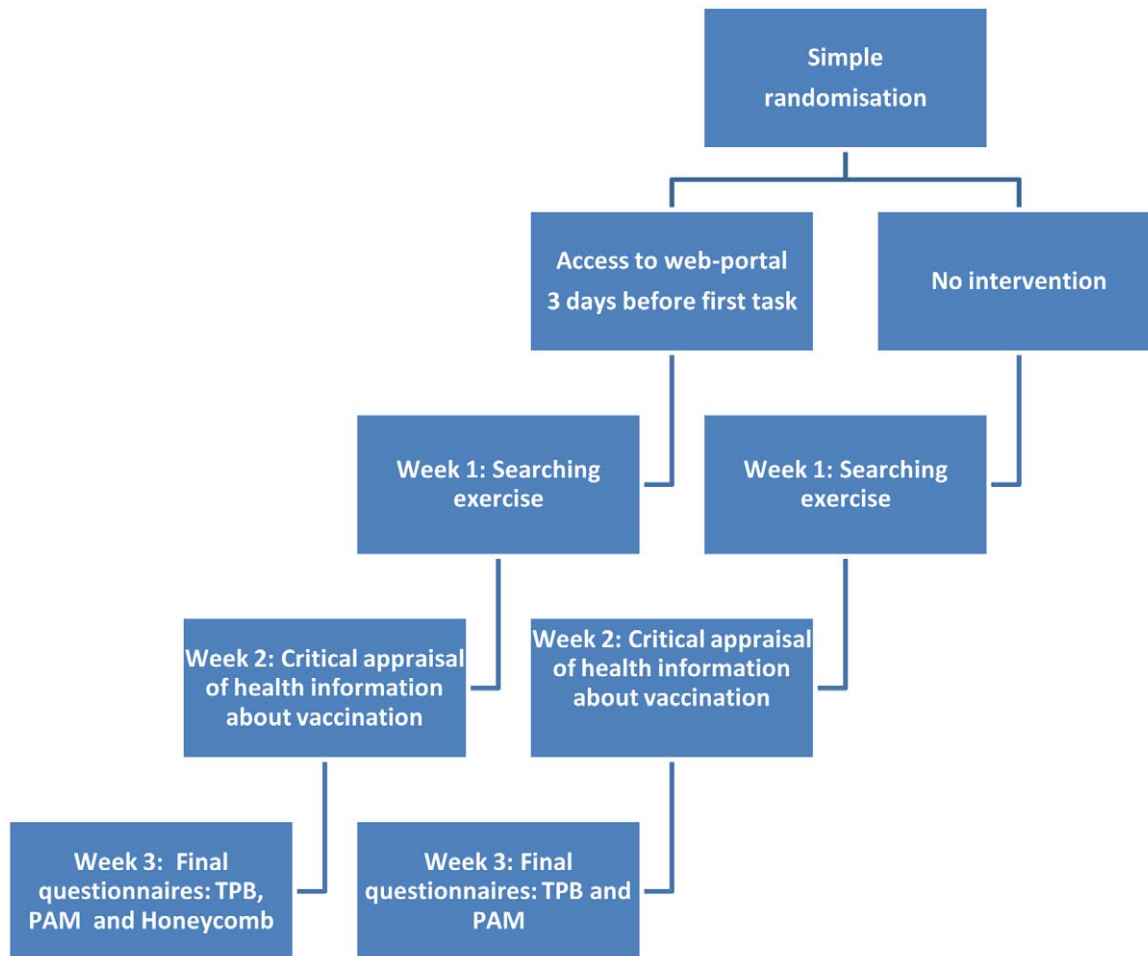 Simple
randomisation
Access to web-portal
3 days before first task
No intervention
Week 1: Searching
exercise
Week 1: Searching
exercise
Week 2: Critical appraisal
of health information
about vaccination
Week 2: Critical appraisal
of health information
about vaccination
Week 3:  Final
questionnaires: TPB,
PAM  and Honeycomb
Week 3: Final
questionnaires: TPB and
PAM